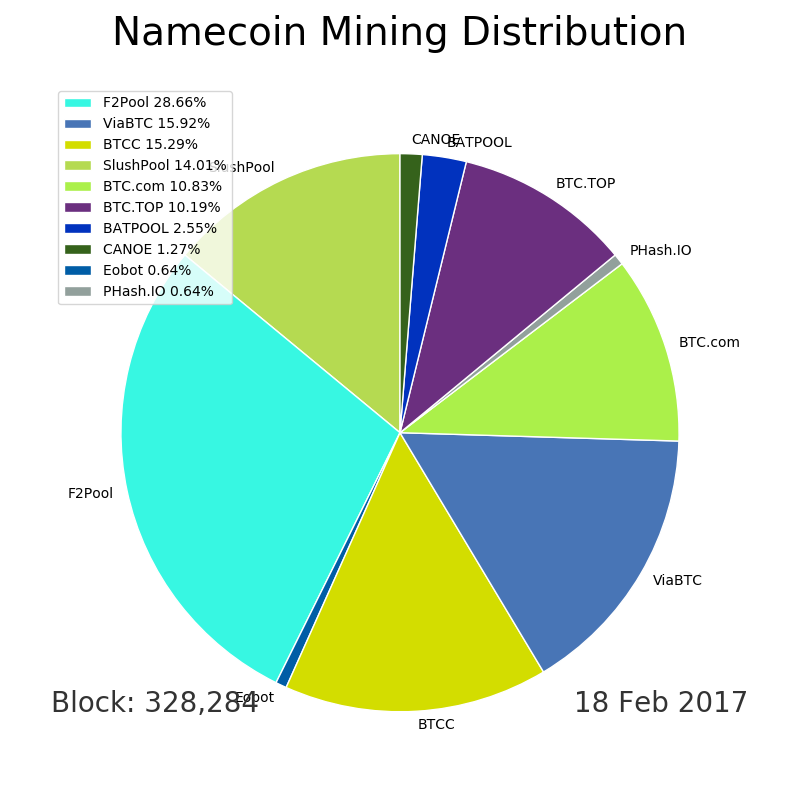 Namecoin Mining Distribution
F2Pool 28.66%
ViaBTC 15.92%
BTCC 15.29%
SlushPool 14.01%
BTC.com 10.83%
BTC.TOP 10.19%
BATPOOL 2.55%
CANOE 1.27%
Eobot 0.64%
PHash.IO 0.64%
CANOE
BATPOOL
SlushPool
BTC.TOP
PHash.IO
BTC.com
F2Pool
ViaBTC
Eobot
BTCC
Block: 328,284
18 Feb 2017